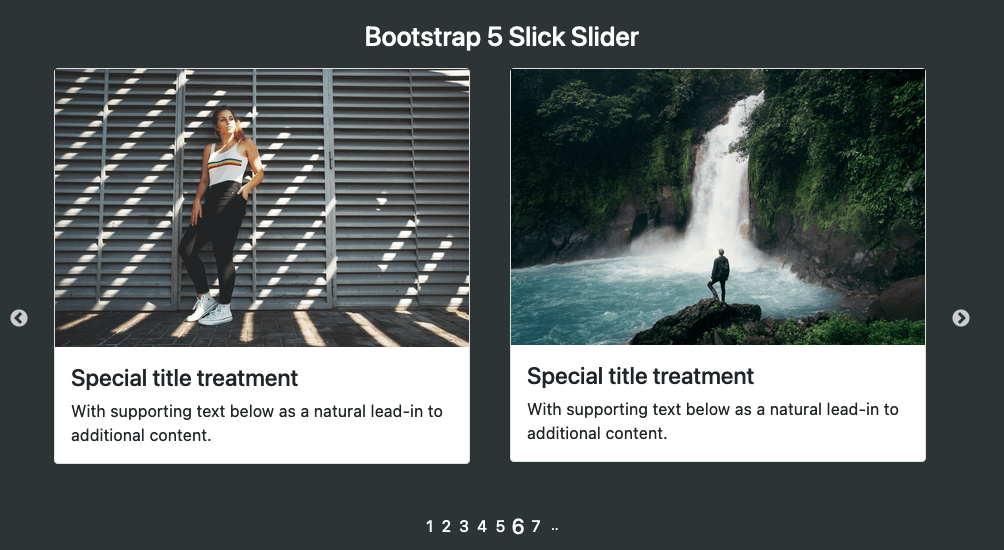 Bootstrap 5 Slick Slider
Special title treatment
With supporting text below as a natural lead-in to
additional content.
Special title treatment
With supporting text below as a natural lead-in to
additional content.
1 2 3 4 5 6 7 ..